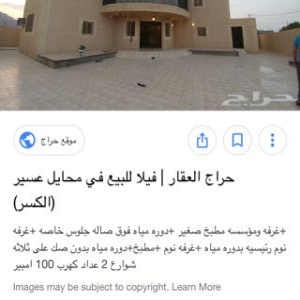 حراج
موقع حراج
حراج العقار | فيلا للبيع في محايل عسير
(الكسر)
+غرفه ومؤسسه مطبخ صغير +دوره مياه فوق صاله جلوس خاصه +غرفه
نوم رئيسيه بدوره مياه +غرفه نوم +مطبخ+دوره مياه بدون صك على ثلاثه
شوارع 2 عداد كهرب 100 امبير
Images may be subject to copyright. Learn More